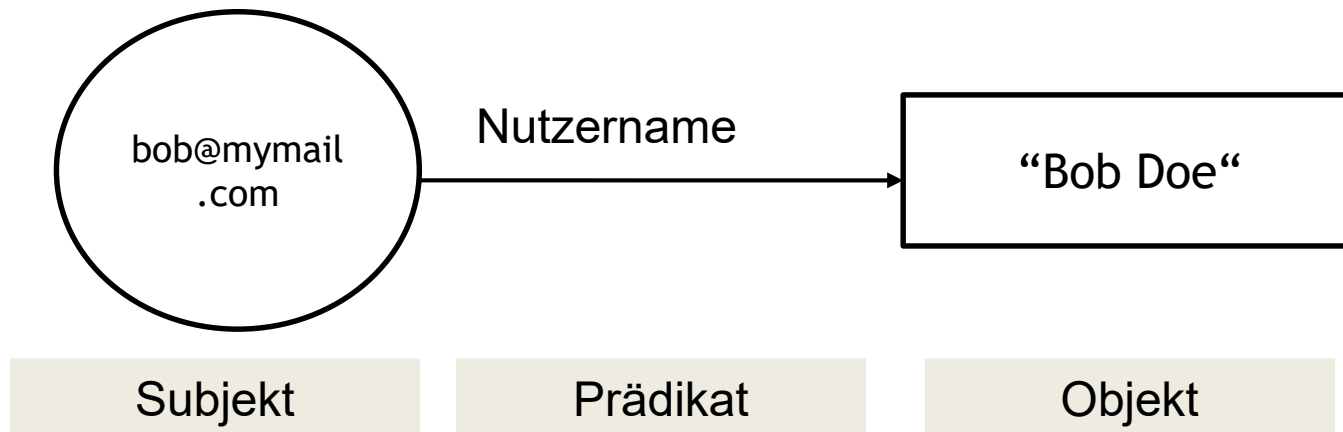 bob@mymail
.com
Nutzername
“Bob Doe“
Subjekt
Prädikat
Objekt